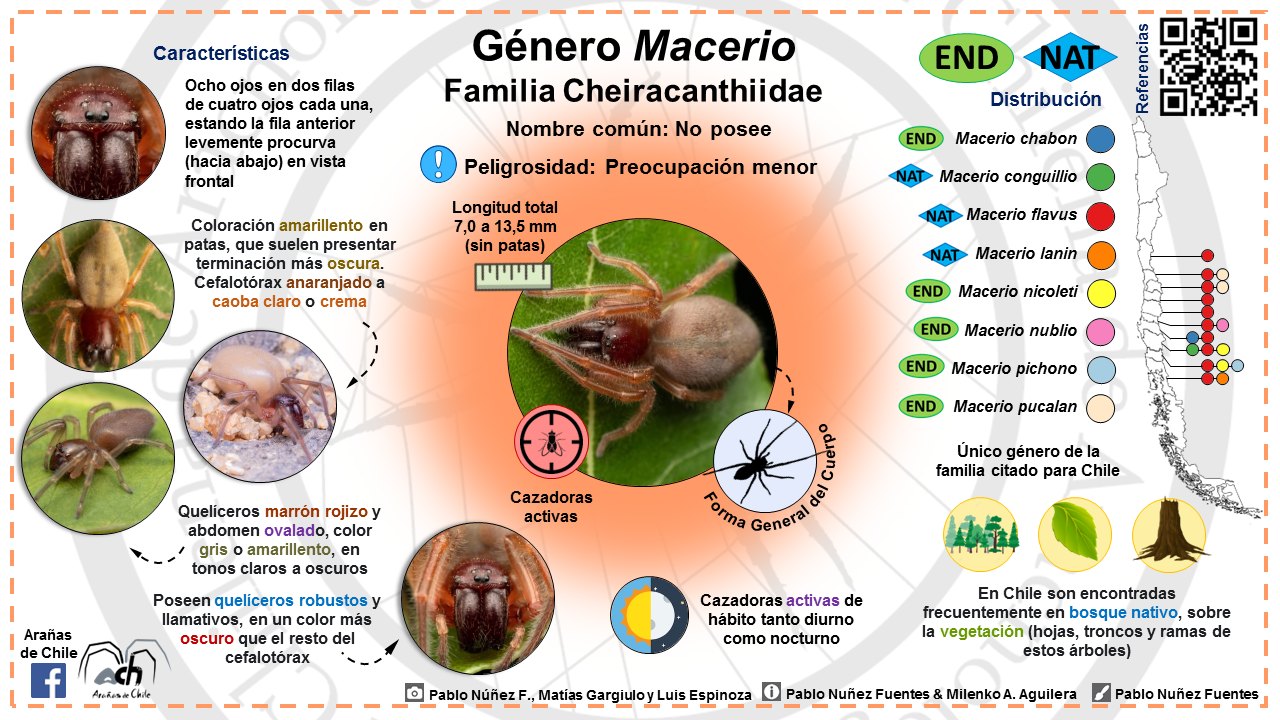 Género Macerio
Familia Cheiracanthiidae
Nombre común: No posee
Peligrosidad: Preocupación menor
Características
Ocho ojos en dos filas
de cuatro ojos cada una,
estando la fila anterior
levemente procurva
(hacia abajo) en vista
frontal
Coloración amarillento en
patas, que suelen presentar
terminación más oscura.
Cefalotórax anaranjado a
caoba claro o crema
Quelíceros marrón rojizo y
abdomen ovalado, color
gris o amarillento, en
tonos claros a oscuros
Poseen quelíceros robustos y
llamativos, en un color más
oscuro que el resto del
cefalotórax
Arañas
de Chile
ach
Arañas de Chile
Longitud total
7,0 a 13,5 mm
(sin patas)
Cazadoras
activas
Forma General del Cuerpo
Cazadoras activas de
hábito tanto diurno
como nocturno
END
NAT
Referencias
Distribución
END Macerio chabon
NAT Macerio conguillio
NAT Macerio flavus
NAT Macerio lanin
END Macerio nicoleti
END Macerio nublio
END Macerio pichono
END Macerio pucalan
Único género de la
familia citado para Chile
En Chile son encontradas
frecuentemente en bosque nativo, sobre
la vegetación (hojas, troncos y ramas de
estos árboles)
Pablo Núñez F., Matías Gargiulo y Luis Espinoza
Pablo Nuñez Fuentes & Milenko A. Aguilera
Pablo Nuñez Fuentes